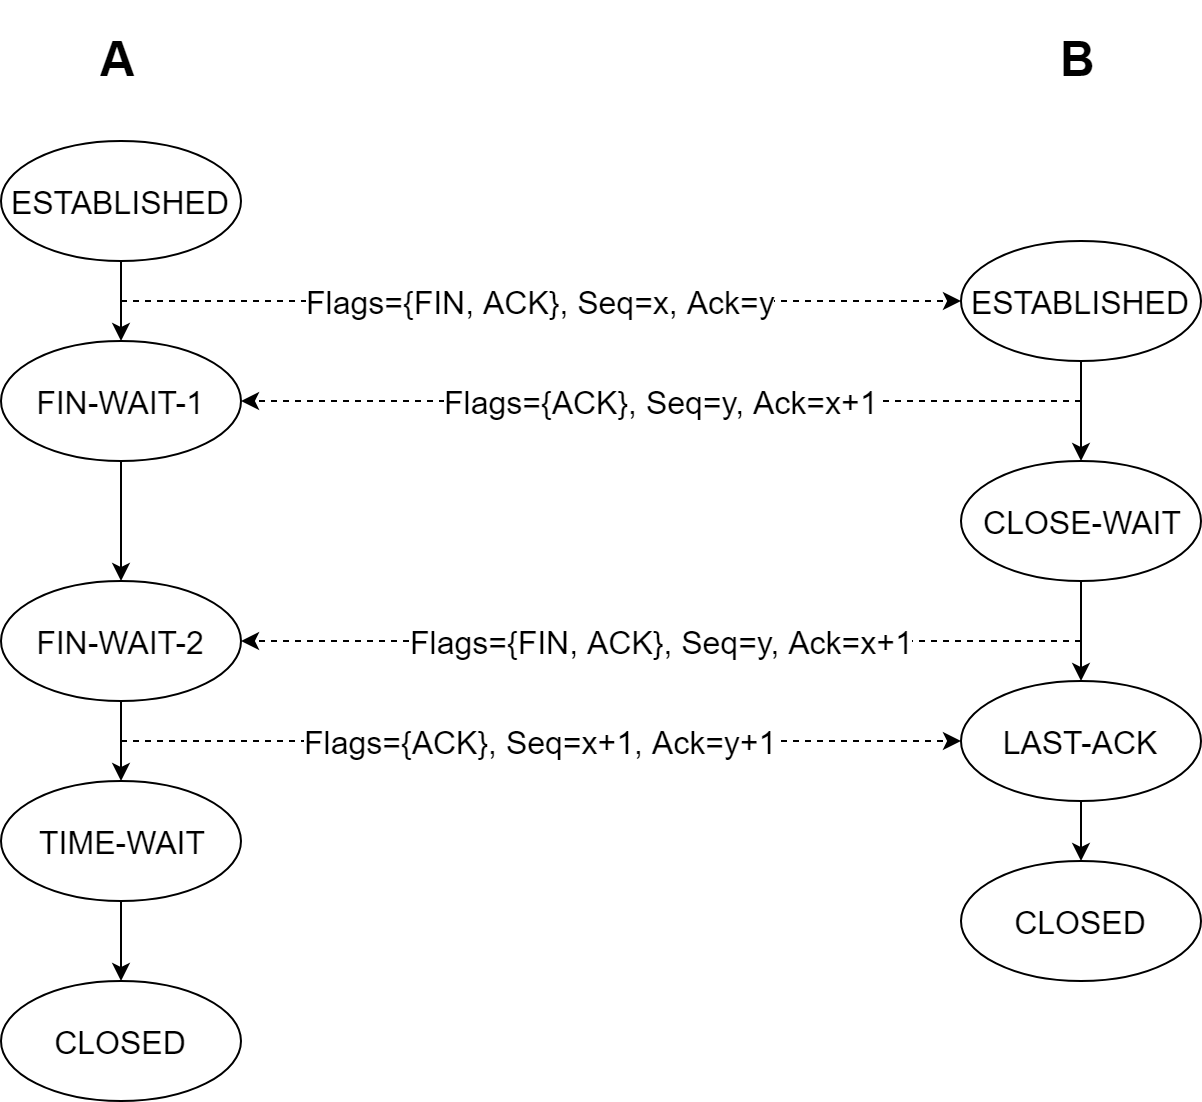 A
B
ESTABLISHED
Flags={FIN, ACK}, Seq=x, Ack=y
ESTABLISHED
FIN-WAIT-1
Flags={ACK}, Seq=y, Ack=x+1
CLOSE-WAIT
FIN-WAIT-2
Flags={FIN, ACK}, Seq=y, Ack=x+1
Flags={ACK}, Seq=x+1, Ack=y+1
LAST-ACK
TIME-WAIT
CLOSED
CLOSED